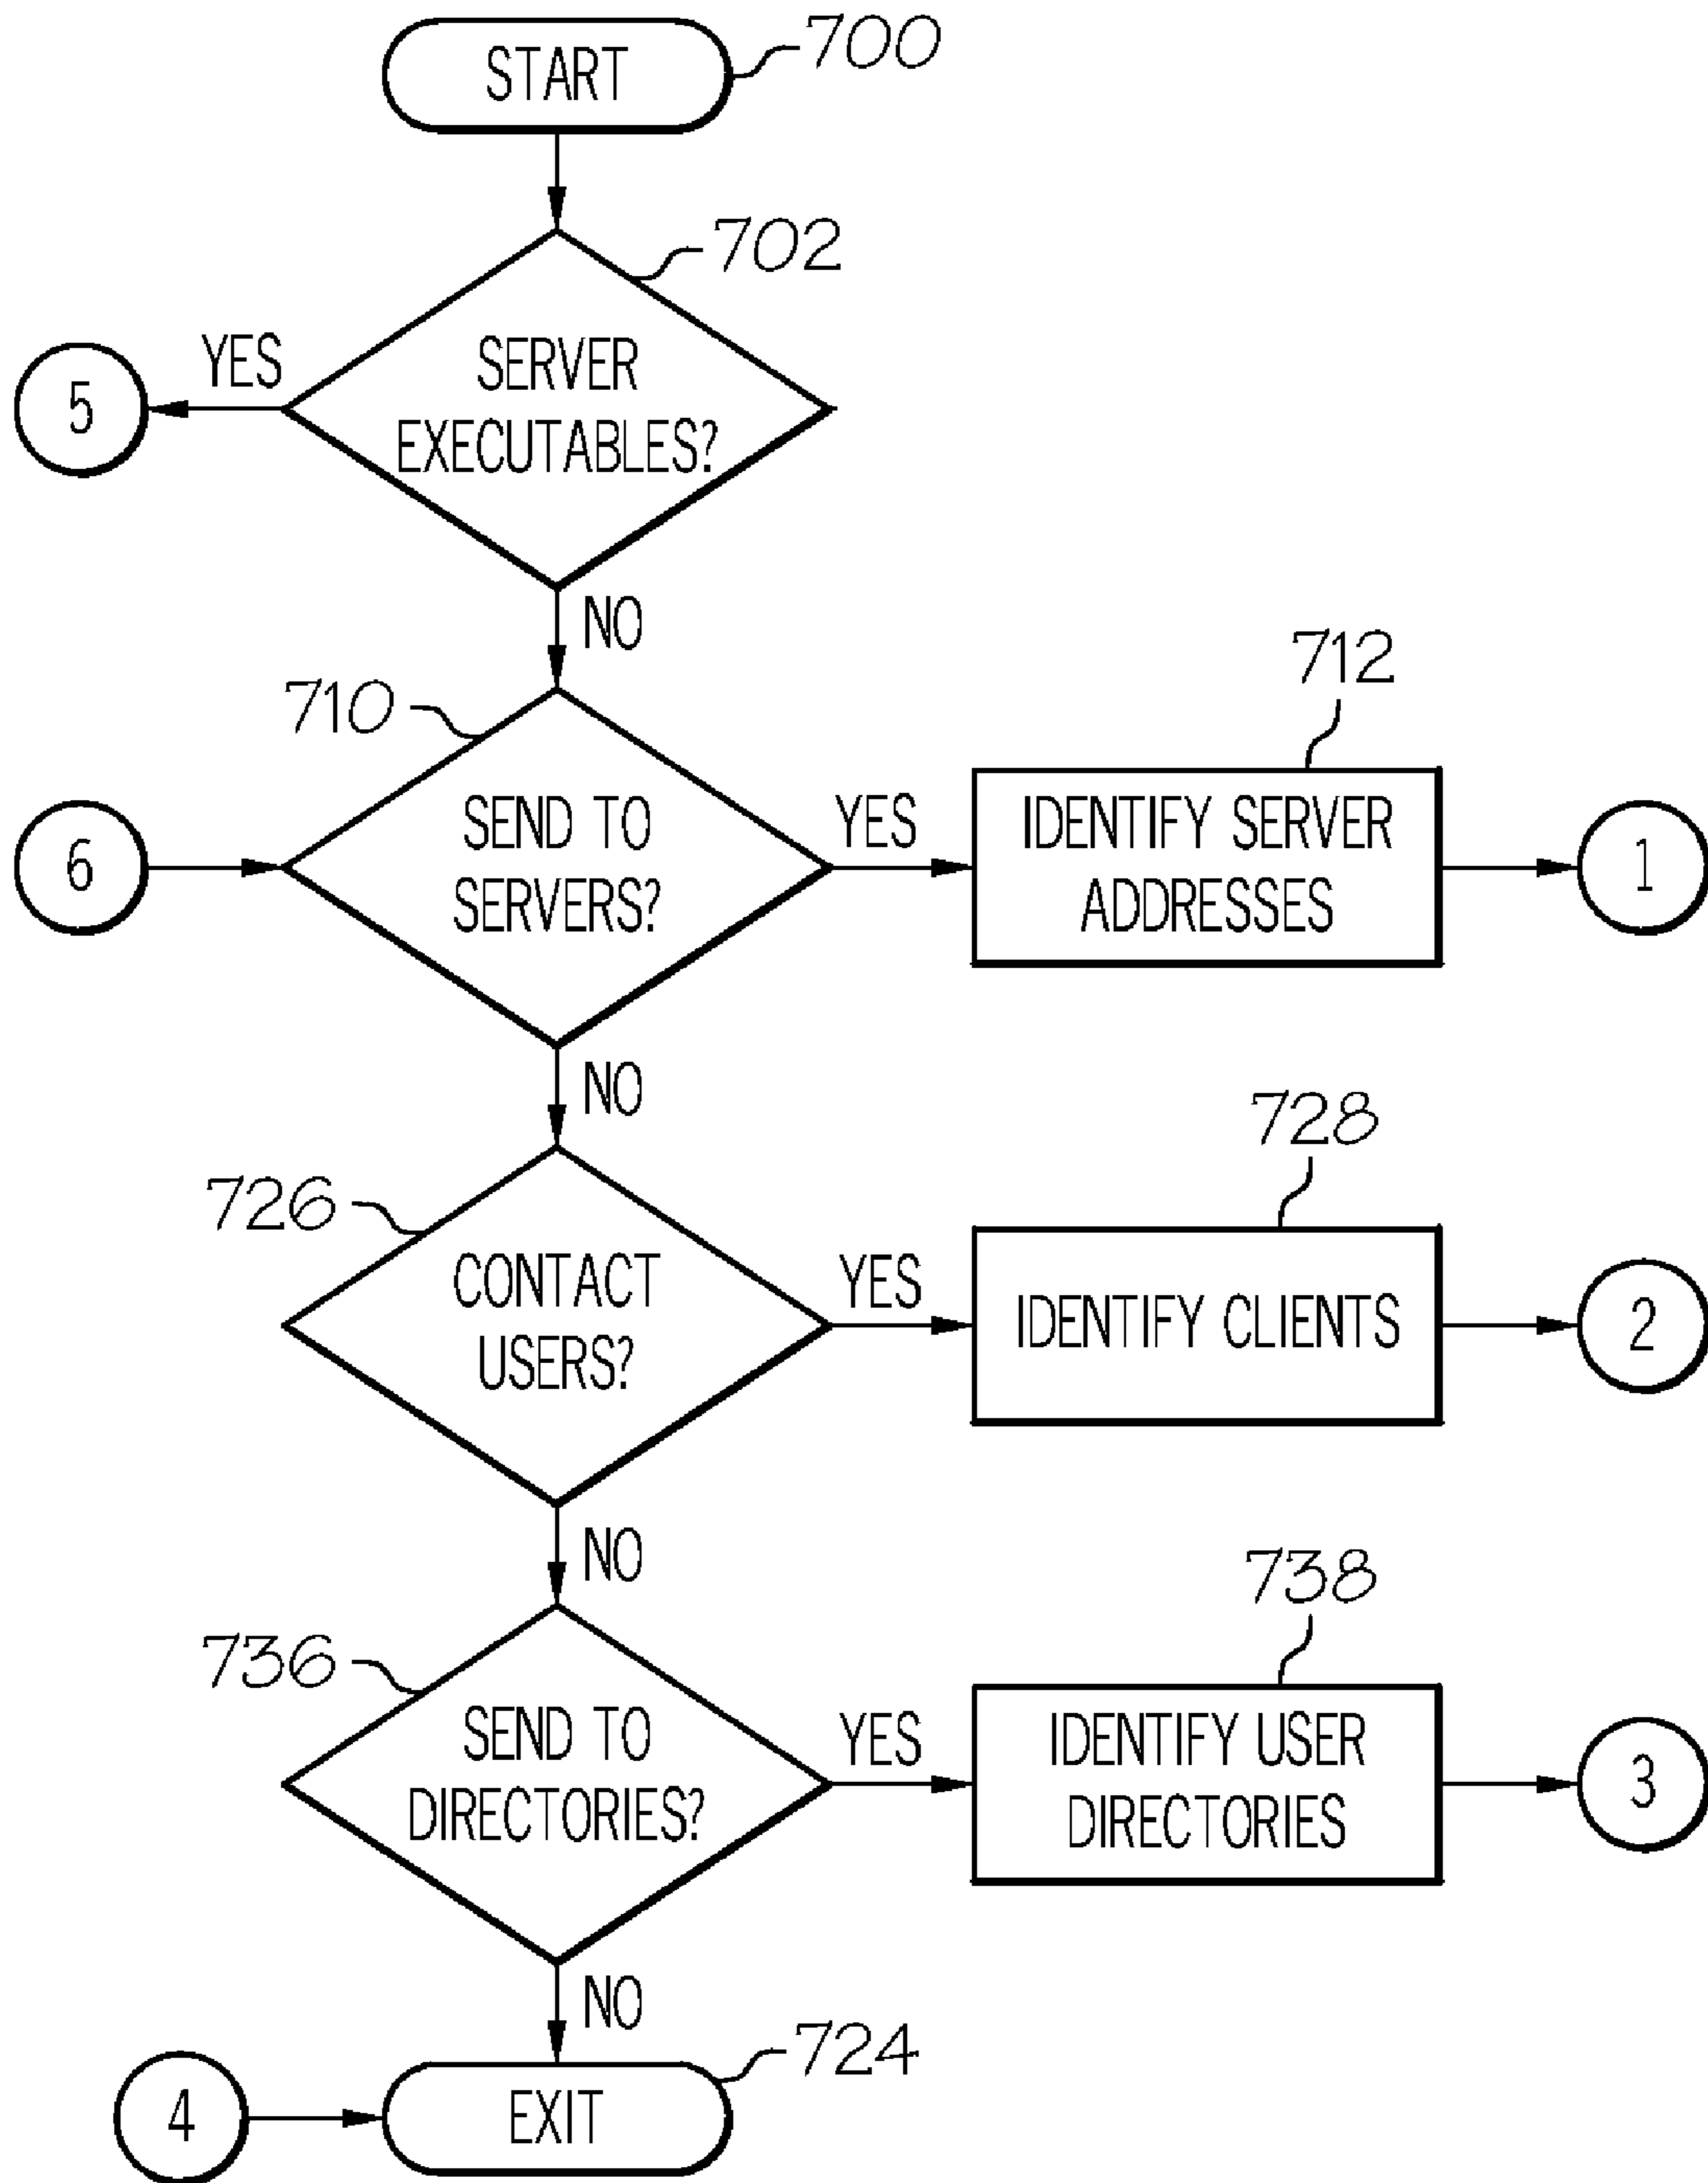 START
700
702
YES
5
SERVER
EXECUTABLES?
NO
710
712
6
SEND TO
SERVERS?
YES
IDENTIFY SERVER
ADDRESSES
1
NO
726
728
CONTACT
USERS?
YES
IDENTIFY CLIENTS
2
NO
736
738
SEND TO
DIRECTORIES?
YES
IDENTIFY USER
DIRECTORIES
3
NO
724
4
EXIT